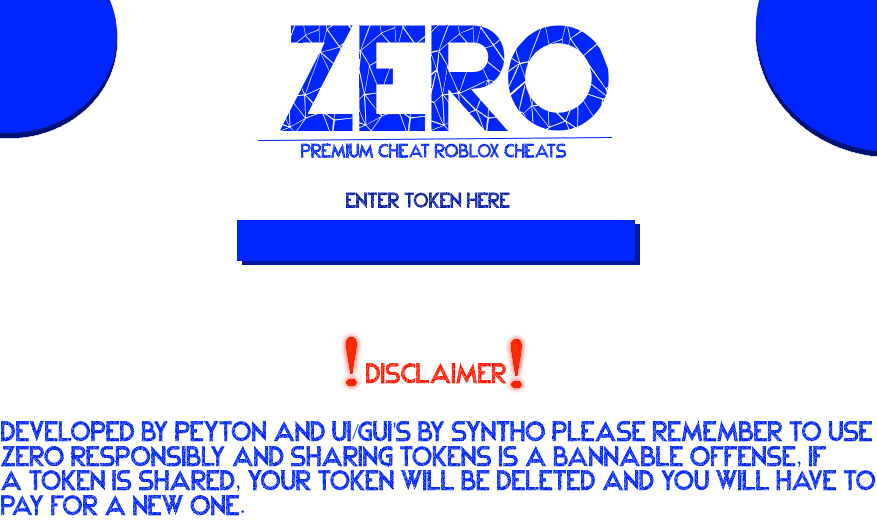 ZERO
PREMIUM CHEAT ROBLOX CHEATS
ENTER TOKEN HERE
!DISCLAIMER!
DEVELOPED BY PEYTON AND UI/GUI'S BY SYNTHO PLEASE REMEMBER TO USE
ZERO RESPONSIBLY AND SHARING TOKENS IS A BANNABLE OFFENSE, IF
A TOKEN IS SHARED, YOUR TOKEN WILL BE DELETED AND YOU WILL HAVE TO
PAY FOR A NEW ONE.